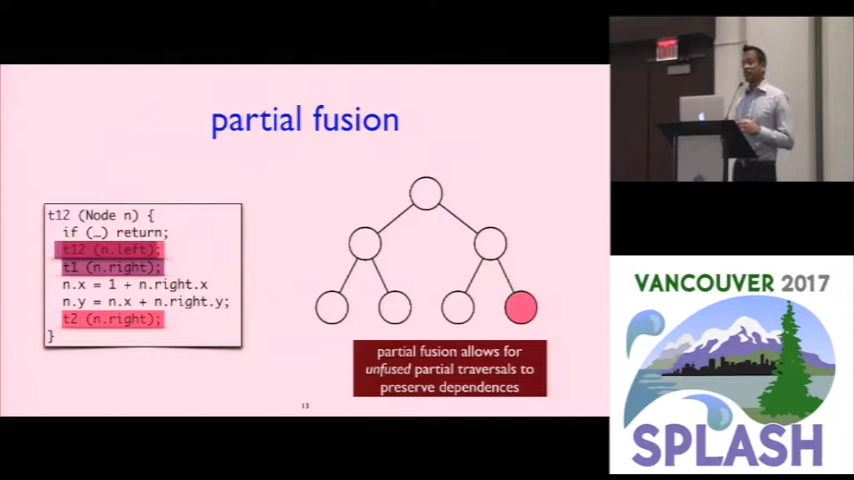 partial fusion
t12 (Node n) {
if (…) return;
t12 (n.left);
t1 (n.right);
n.x = 1 + n.right.x
n.y = n.x + n.right.y;
t2 (n.right);
}
partial fusion allows for
unfused partial traversals to
preserve dependences
13
VANCOUVER 2017
SPLASH